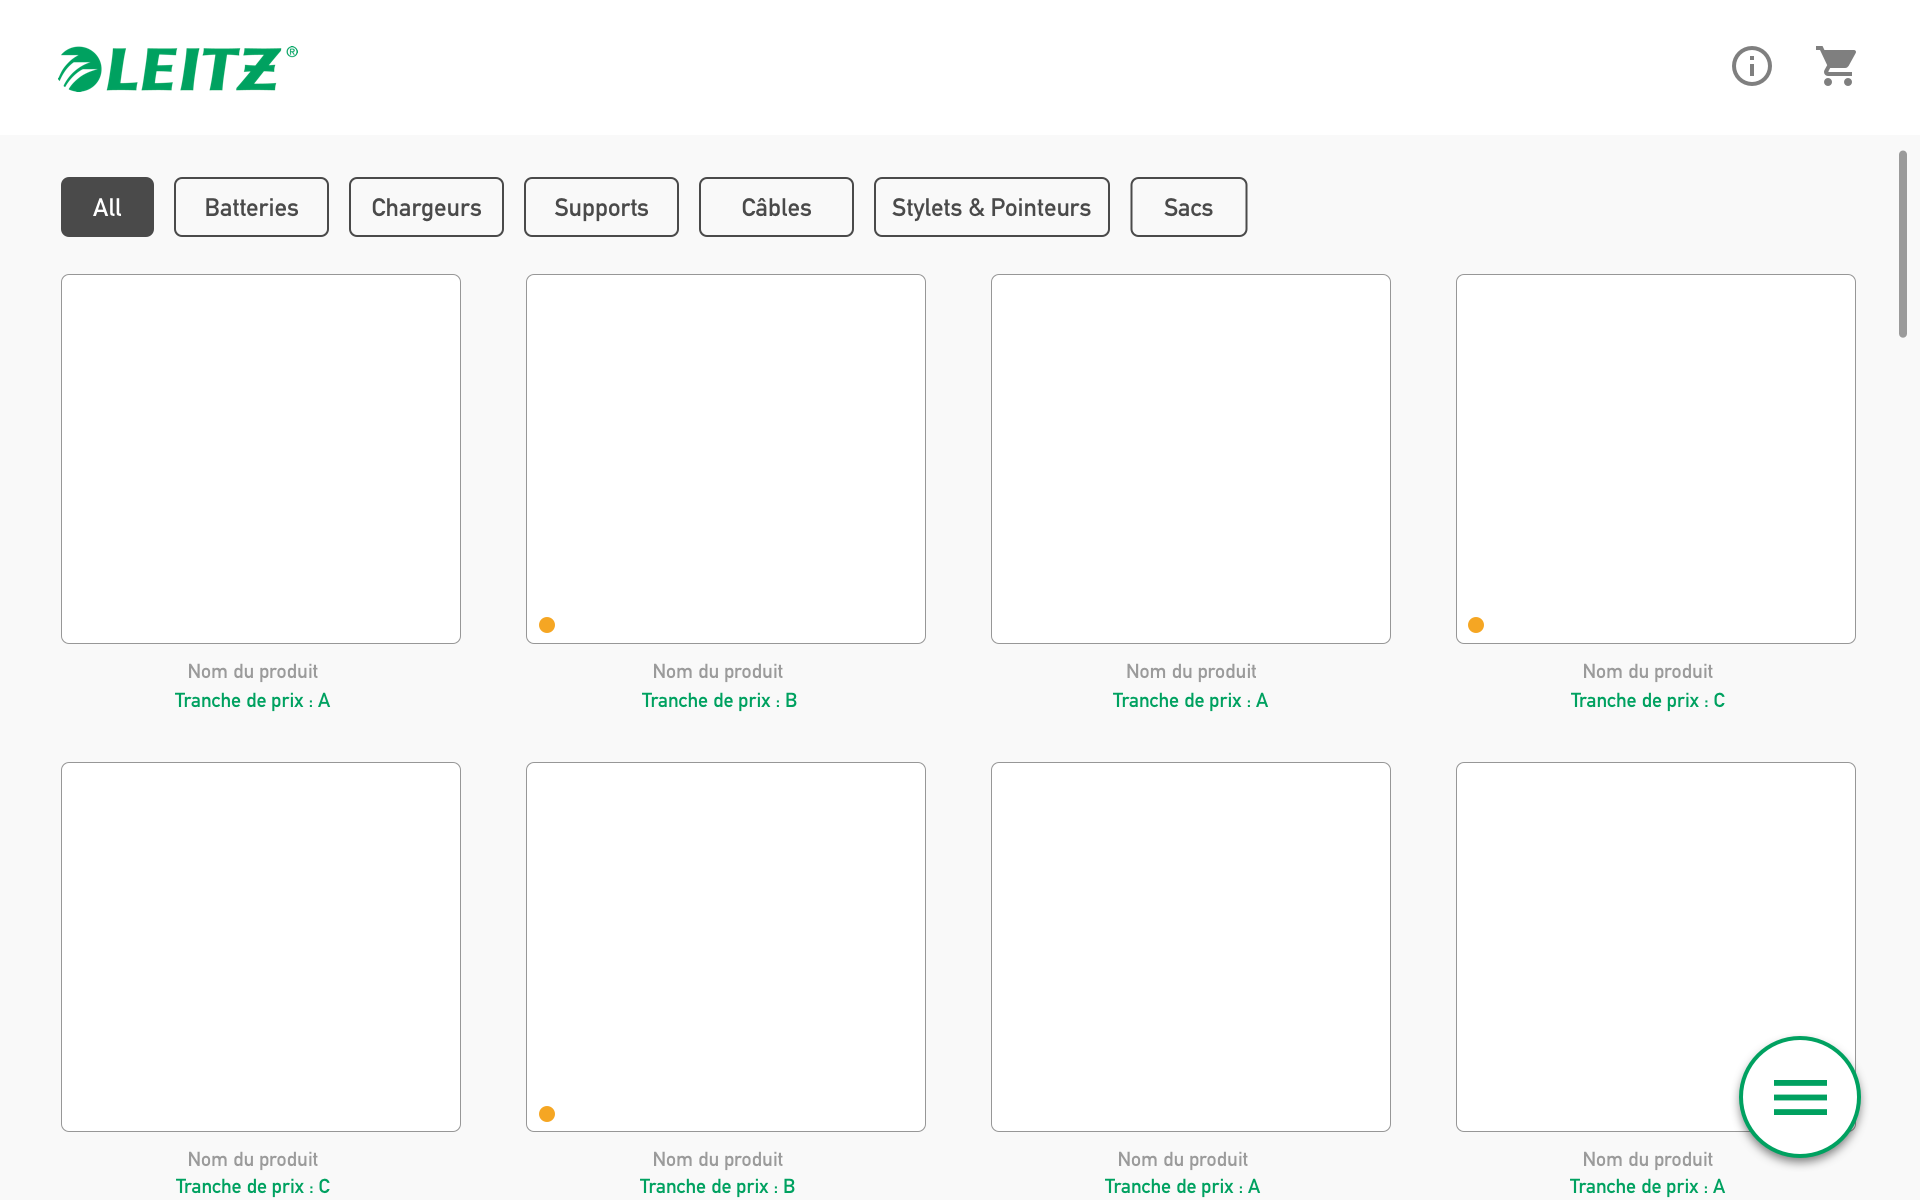 LEITZ®
All
Batteries
Chargeurs
Supports
Câbles
Stylets & Pointeurs
Sacs
Nom du produit
Tranche de prix : A
Nom du produit
Tranche de prix : B
Nom du produit
Tranche de prix : A
Nom du produit
Tranche de prix : C
Nom du produit
Tranche de prix : C
Nom du produit
Tranche de prix : B
Nom du produit
Tranche de prix : A
Nom du produit
Tranche de prix : A